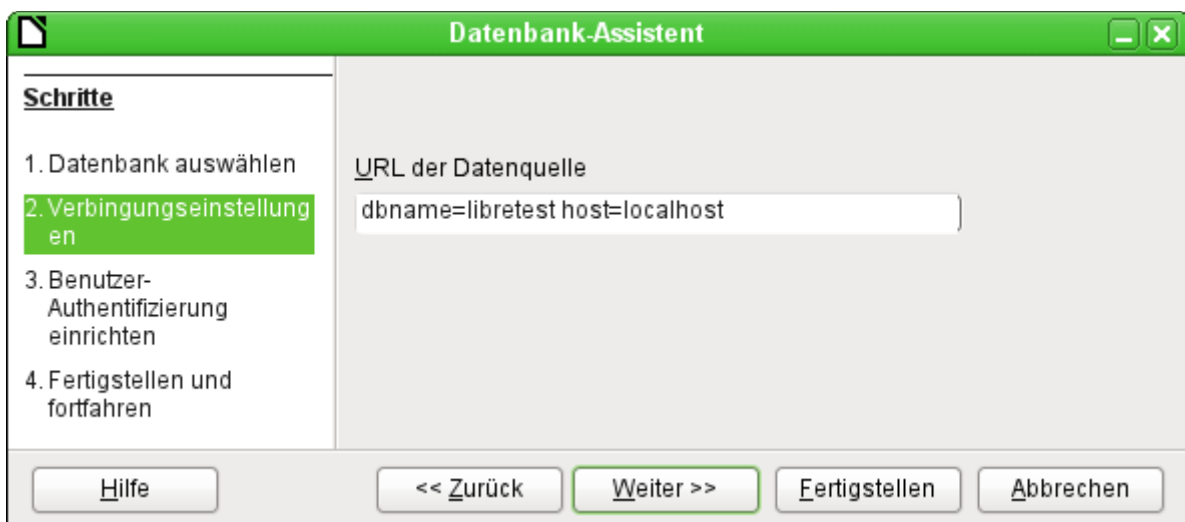 Datenbank-Assistent
Schritte
1. Datenbank auswählen
2. Verbingungseinstellung
en
3. Benutzer-
Authentifizierung
einrichten
4. Fertigstellen und
fortfahren
URL der Datenquelle
dbname=libretest host=localhost
Hilfe
<< Zurück
Weiter >>
Fertigstellen
Abbrechen